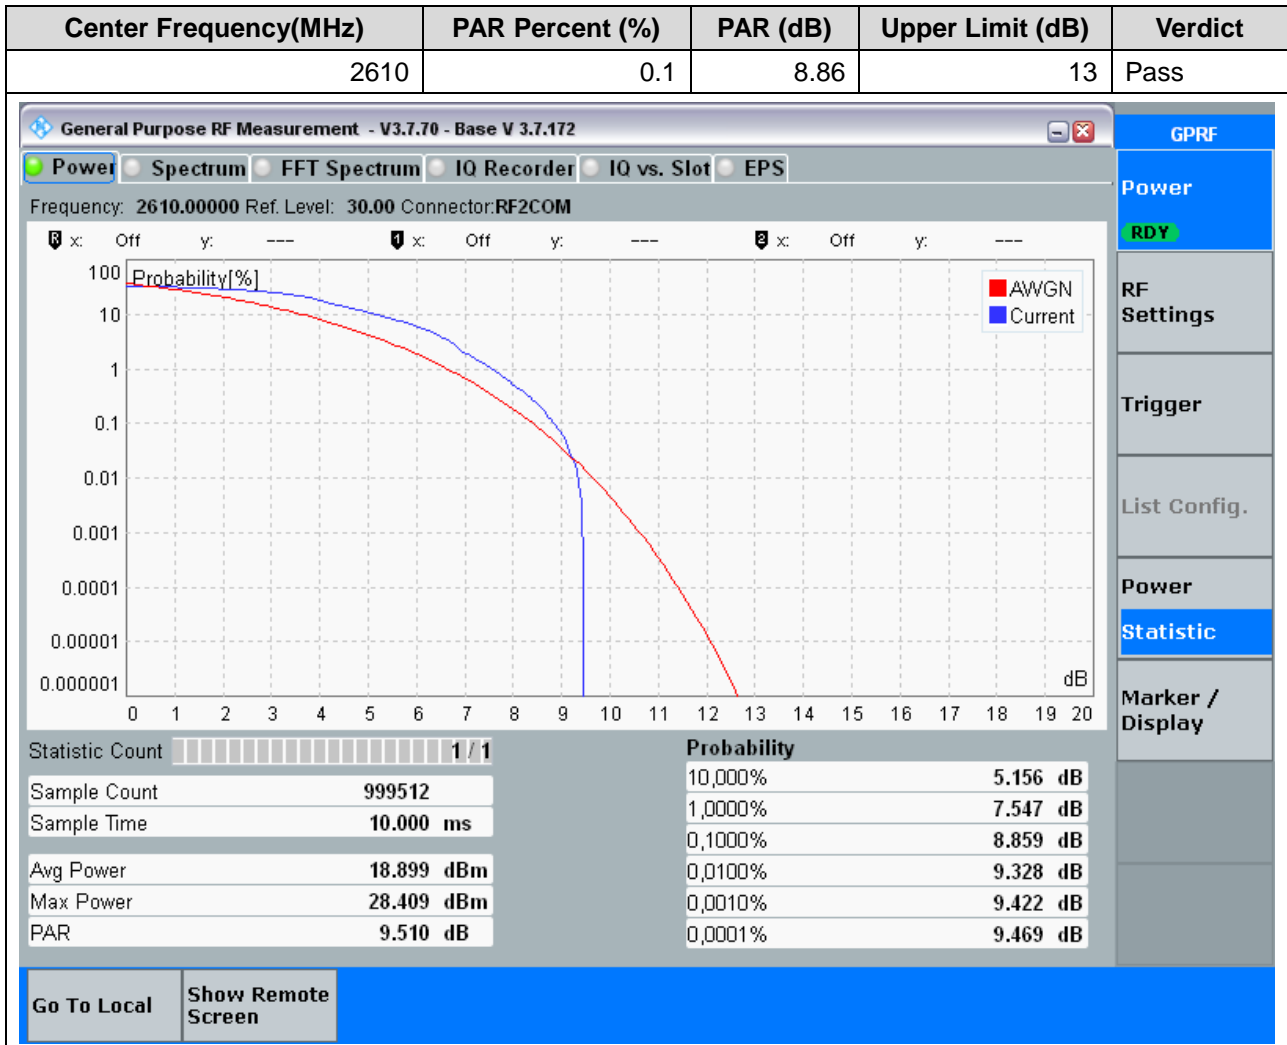 Center Frequency(MHz) PAR Percent (%) PAR (dB) Upper Limit (dB) Verdict
2610 0.1 8.86 13 Pass
General Purpose RF Measurement - V3.7.70 - Base V 3.7.172
GPRF
Power Spectrum FFT Spectrum IQ Recorder IQ vs. Slot EPS
Power
RDY
Frequency: 2610.00000 Ref. Level: 30.00 Connector:RF2COM
R x: Off y: --- 1 x: Off y: --- 2 x: Off y: ---
Probability[%]
100
10
1
0.1
0.01
0.001
0.0001
0.00001
0.000001
AWGN
Current
dB
0 1 2 3 4 5 6 7 8 9 10 11 12 13 14 15 16 17 18 19 20
RF
Settings
Trigger
List Config.
Power
Statistic
Marker /
Display
Statistic Count 1 / 1
Sample Count 999512
Sample Time 10.000 ms
Avg Power 18.899 dBm
Max Power 28.409 dBm
PAR 9.510 dB
Probability
10,000% 5.156 dB
1,0000% 7.547 dB
0,1000% 8.859 dB
0,0100% 9.328 dB
0,0010% 9.422 dB
0,0001% 9.469 dB
Go To Local
Show Remote
Screen